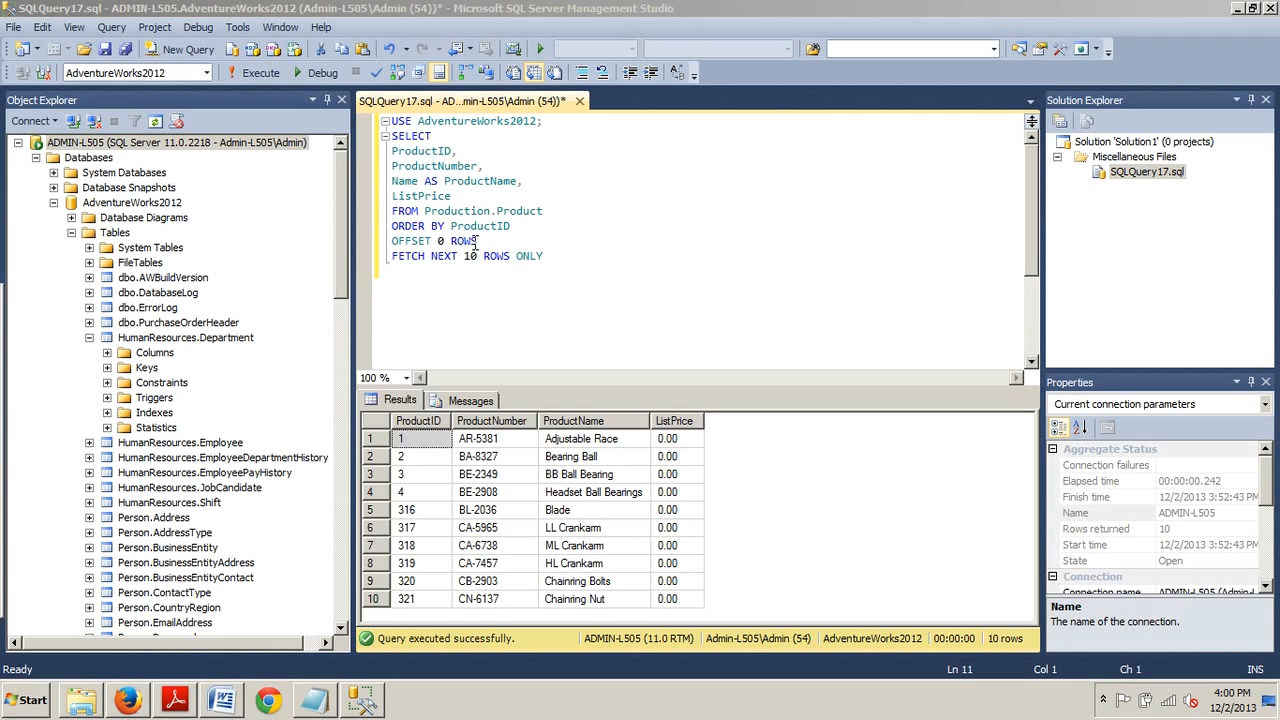 SQLQuery17.sql - ADMIN-L505.AdventureWorks2012 (Admin-L505\Admin (54))* - Microsoft SQL Server Management Studio
File Edit View Query Project Debug Tools Window Help
New Query
AdventureWorks2012 Execute Debug
Object Explorer
Connect
ADMIN-L505 (SQL Server 11.0.2218 - Admin-L505\Admin)
Databases
System Databases
Database Snapshots
AdventureWorks2012
Database Diagrams
Tables
System Tables
FileTables
dbo.AWBuildVersion
dbo.DatabaseLog
dbo.ErrorLog
dbo.PurchaseOrderHeader
HumanResources.Department
Columns
Keys
Constraints
Triggers
Indexes
Statistics
HumanResources.Employee
HumanResources.EmployeeDepartmentHistory
HumanResources.EmployeePayHistory
HumanResources.JobCandidate
HumanResources.Shift
Person.Address
Person.AddressType
Person.BusinessEntity
Person.BusinessEntityAddress
Person.BusinessEntityContact
Person.ContactType
Person.CountryRegion
Person.EmailAddress
SQLQuery17.sql - AD...min-L505\Admin (54))*
USE AdventureWorks2012;
SELECT
ProductID,
ProductNumber,
Name AS ProductName,
ListPrice
FROM Production.Product
ORDER BY ProductID
OFFSET 0 ROWS
FETCH NEXT 10 ROWS ONLY
100 %
Results Messages
ProductID ProductNumber ProductName ListPrice
1 1 AR-5381 Adjustable Race 0.00
2 2 BA-8327 Bearing Ball 0.00
3 3 BE-2349 BB Ball Bearing 0.00
4 4 BE-2908 Headset Ball Bearings 0.00
5 316 BL-2036 Blade 0.00
6 317 CA-5965 LL Crankarm 0.00
7 318 CA-6738 ML Crankarm 0.00
8 319 CA-7457 HL Crankarm 0.00
9 320 CB-2903 Chainring Bolts 0.00
10 321 CN-6137 Chainring Nut 0.00
Query executed successfully. ADMIN-L505 (11.0 RTM) Admin-L505\Admin (54) AdventureWorks2012 00:00:00 10 rows
Solution Explorer
Solution 'Solution1' (0 projects)
Miscellaneous Files
SQLQuery17.sql
Properties
Current connection parameters
Aggregate Status
Connection failures
Elapsed time 00:00:00.242
Finish time 12/2/2013 3:52:43 PM
Name ADMIN-L505
Rows returned 10
Start time 12/2/2013 3:52:43 PM
State Open
Connection
Connection name ADMIN-L505 (Admin-
Name
The name of the connection.
Ready Ln 11 Col 1 Ch 1 INS
Start 4:00 PM
12/2/2013